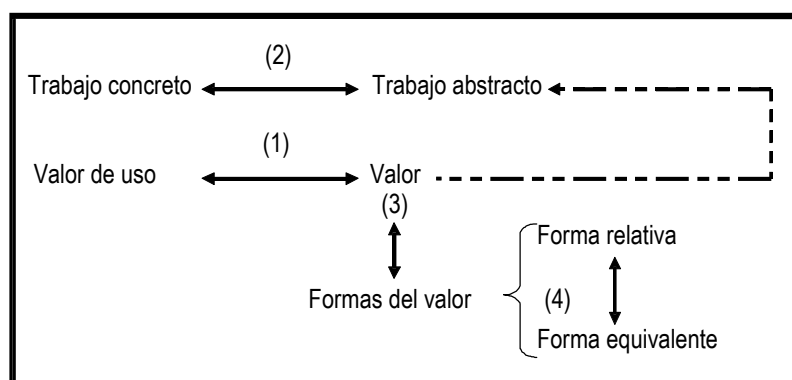 (2)
Trabajo concreto Trabajo abstracto
(1)
Valor de uso Valor
(3)
Forma relativa
Formas del valor (4)
Forma equivalente